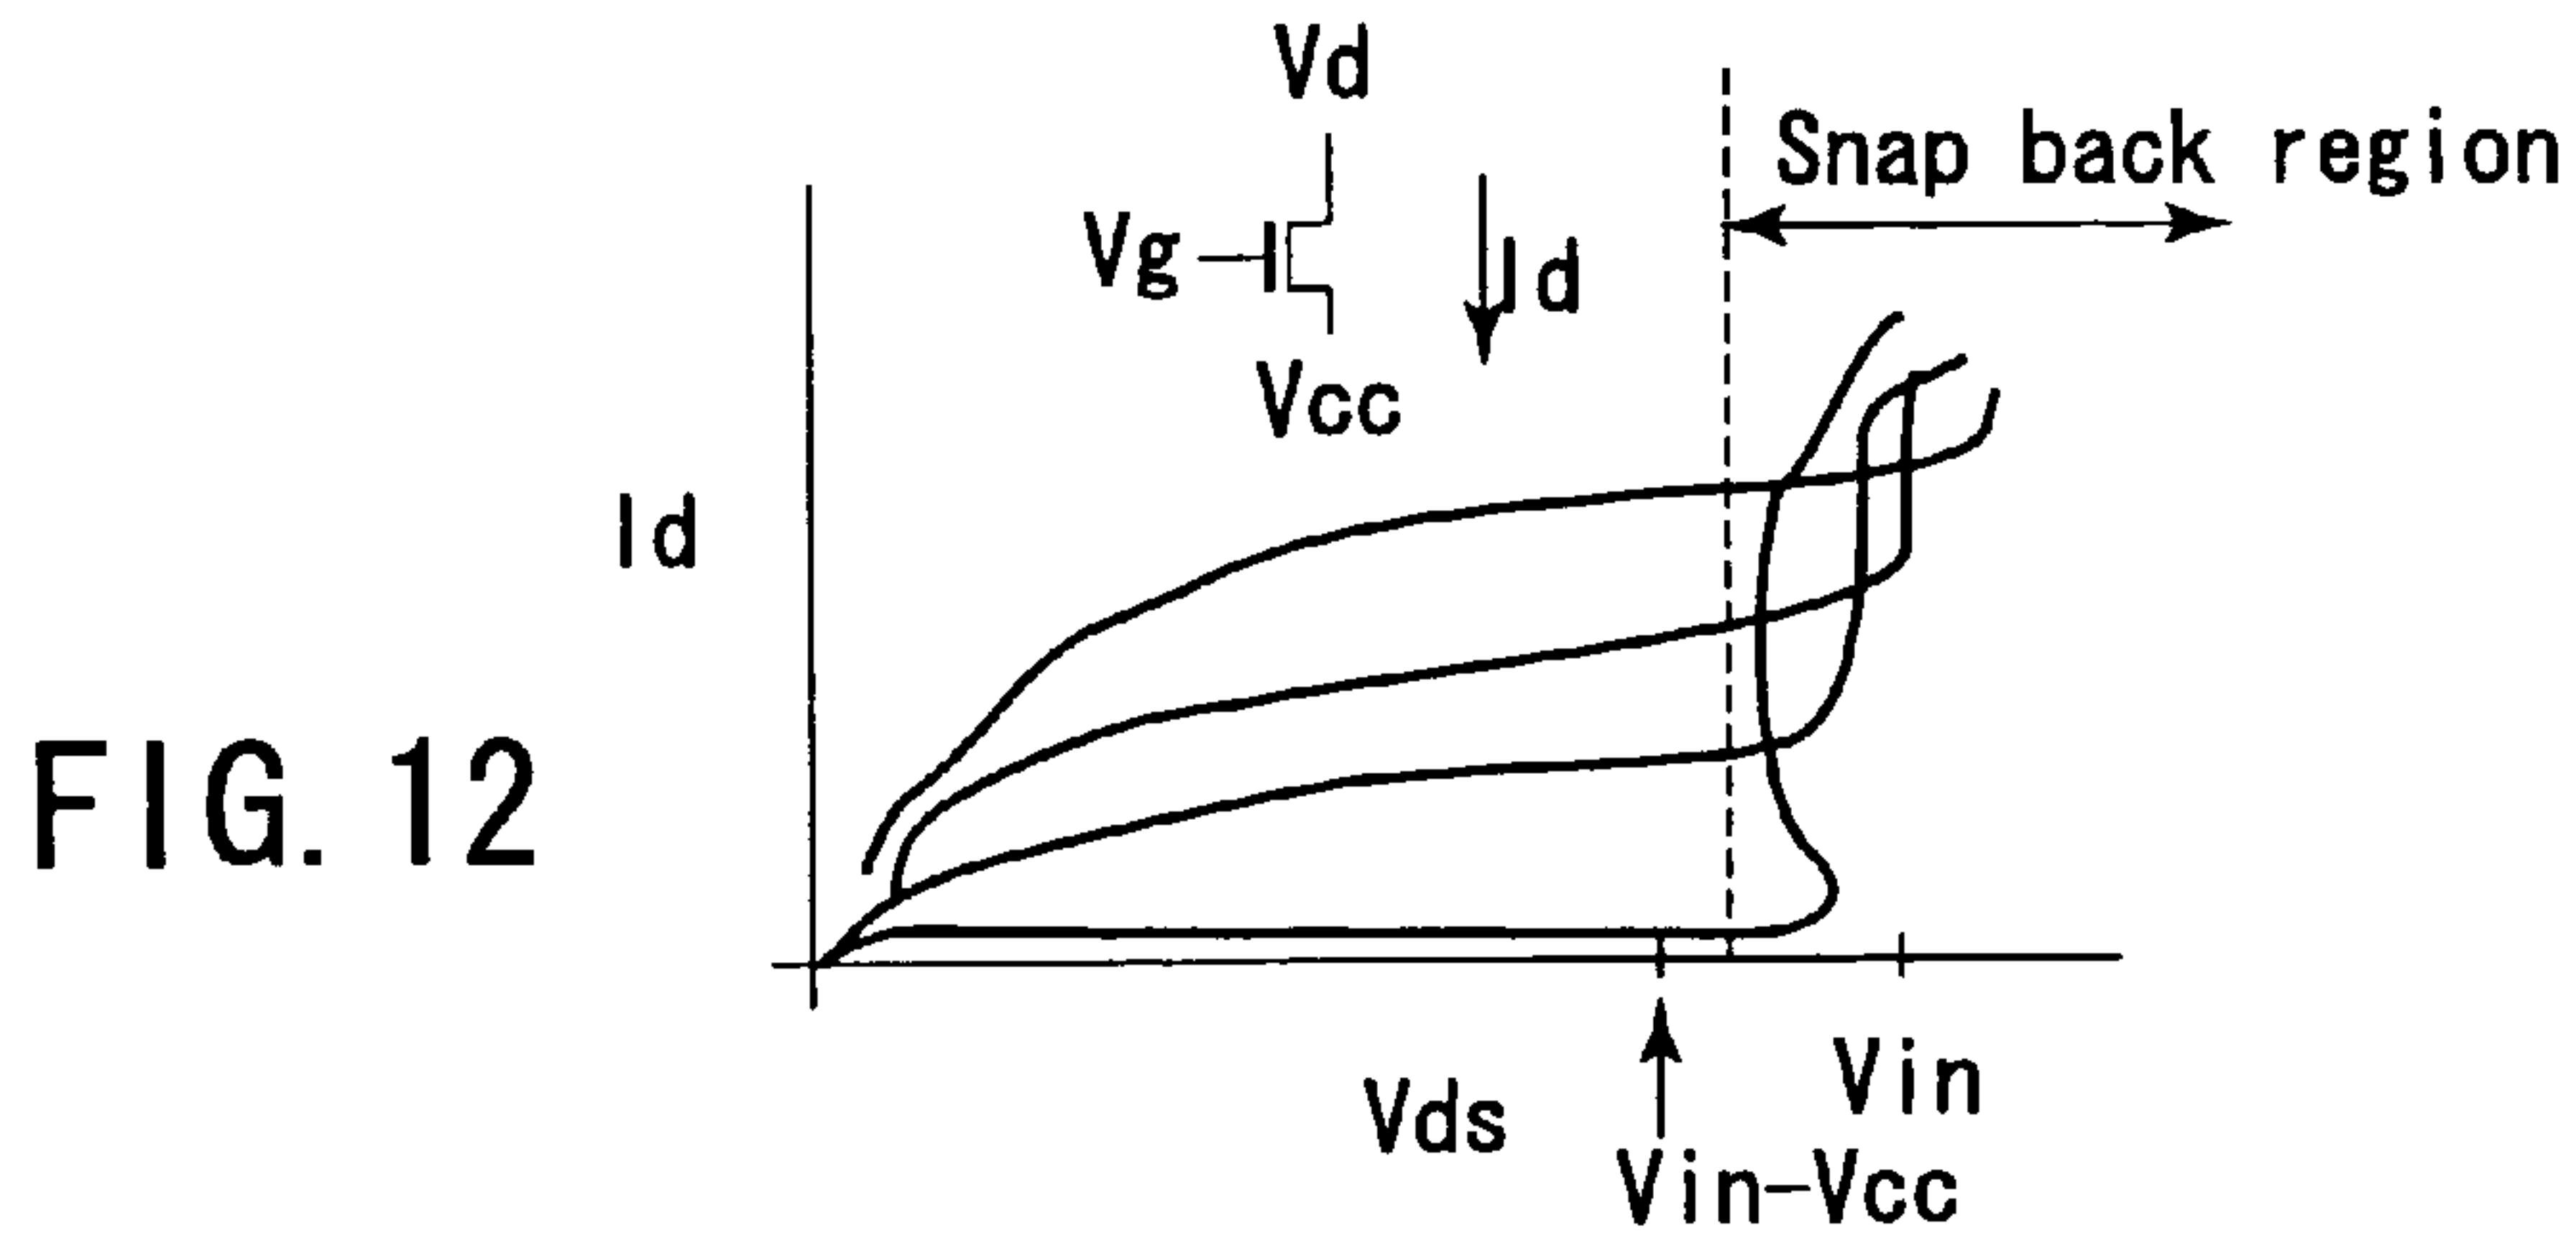 Vd
Snap back region
Vg
Id
Vcc
Id
FIG. 12
Vin
Vds
Vin-Vcc